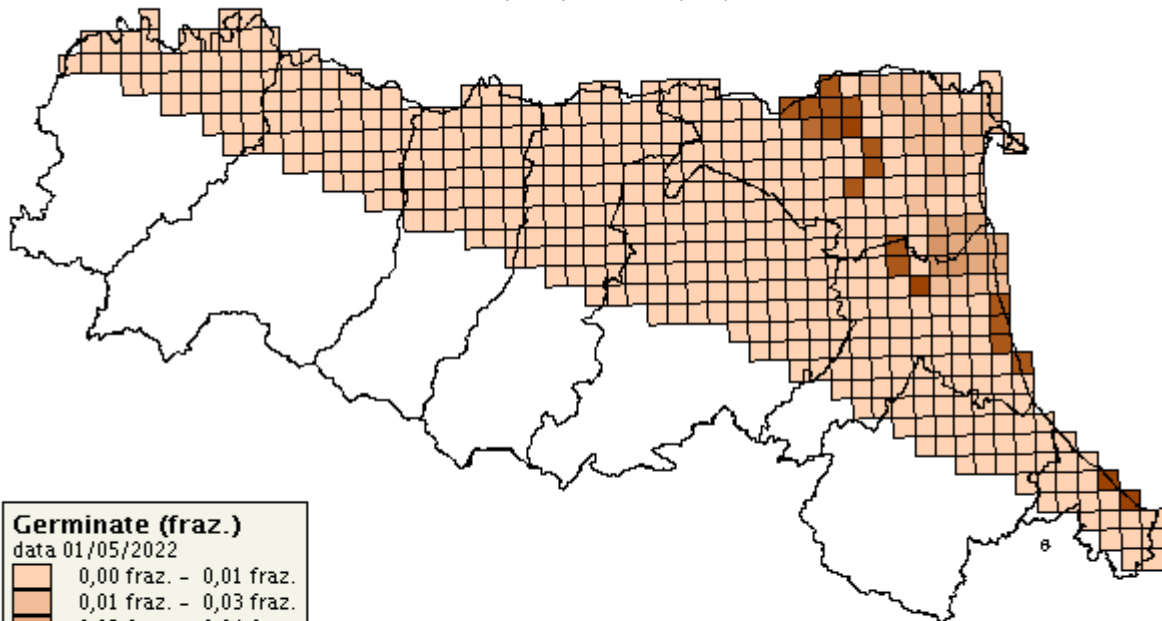 Germinate (fraz.)
data 01/05/2022
0,00 fraz. - 0,01 fraz.
0,01 fraz. - 0,03 fraz.